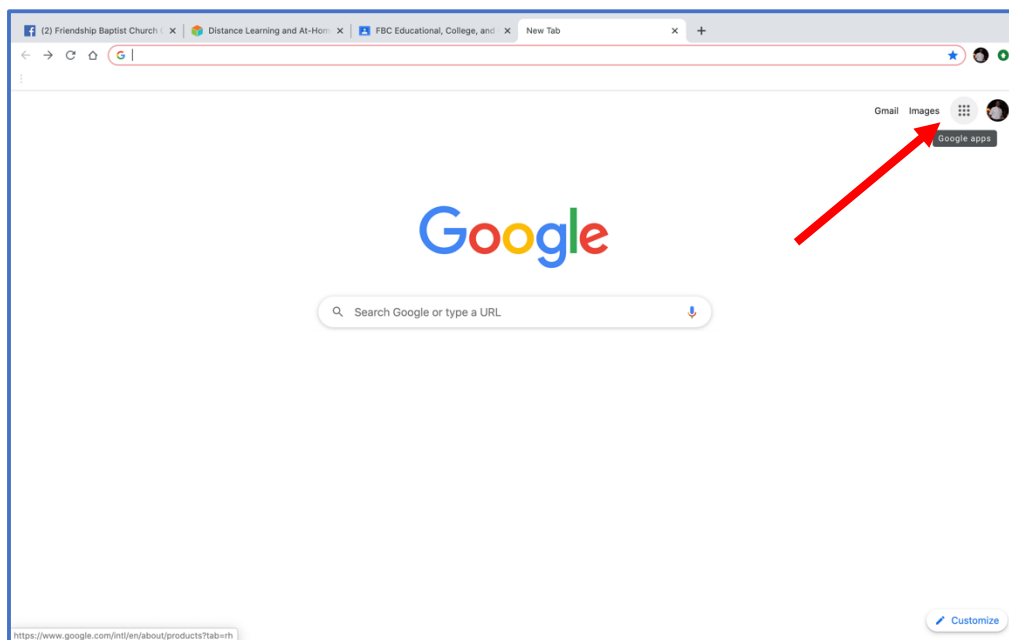 (2) Friendship Baptist Church
Distance Learning and At-Hom
FBC Educational, College, and
New Tab
G
Gmail Images
Google apps
Google
Search Google or type a URL
Customize
https://www.google.com/intl/en/about/products?tab=rh